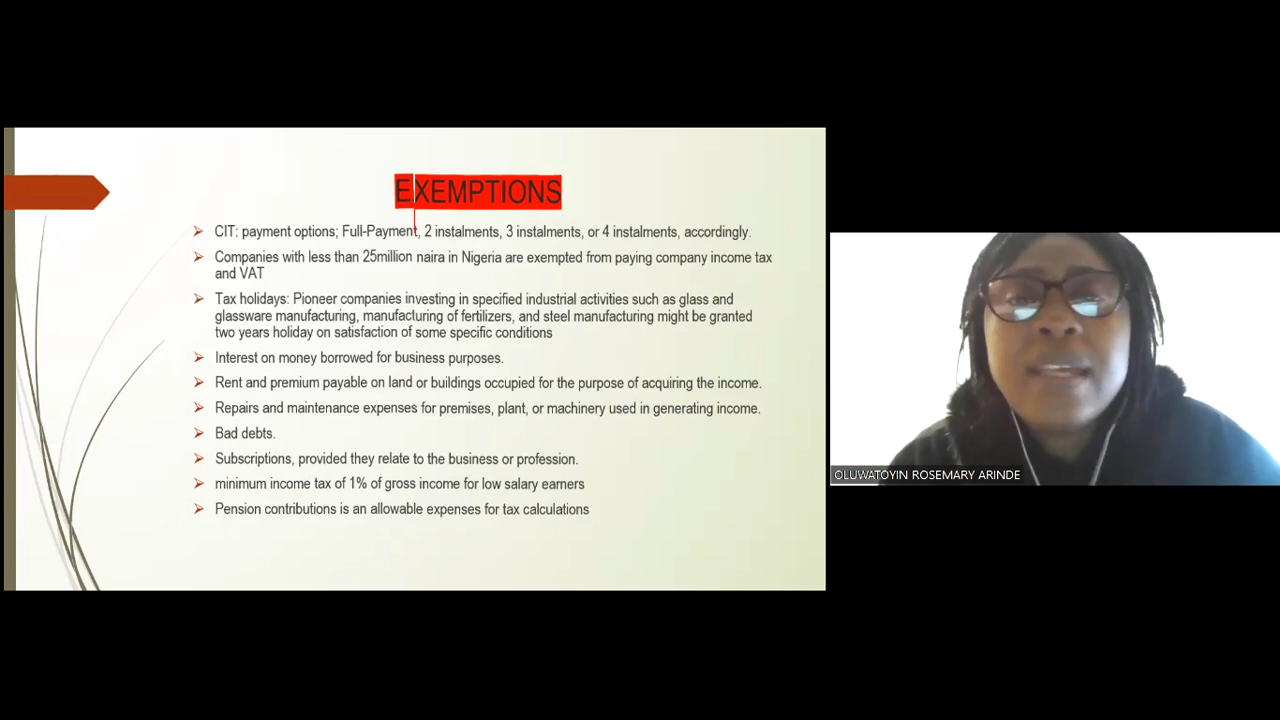 EXEMPTIONS
CIT: payment options; Full-Payment, 2 instalments, 3 instalments, or 4 instalments, accordingly.
Companies with less than 25million naira in Nigeria are exempted from paying company income tax
and VAT
Tax holidays: Pioneer companies investing in specified industrial activities such as glass and
glassware manufacturing, manufacturing of fertilizers, and steel manufacturing might be granted
two years holiday on satisfaction of some specific conditions
Interest on money borrowed for business purposes.
Rent and premium payable on land or buildings occupied for the purpose of acquiring the income.
Repairs and maintenance expenses for premises, plant, or machinery used in generating income.
Bad debts.
Subscriptions, provided they relate to the business or profession.
minimum income tax of 1% of gross income for low salary earners
Pension contributions is an allowable expenses for tax calculations
OLUWATOYIN ROSEMARY ARINDE